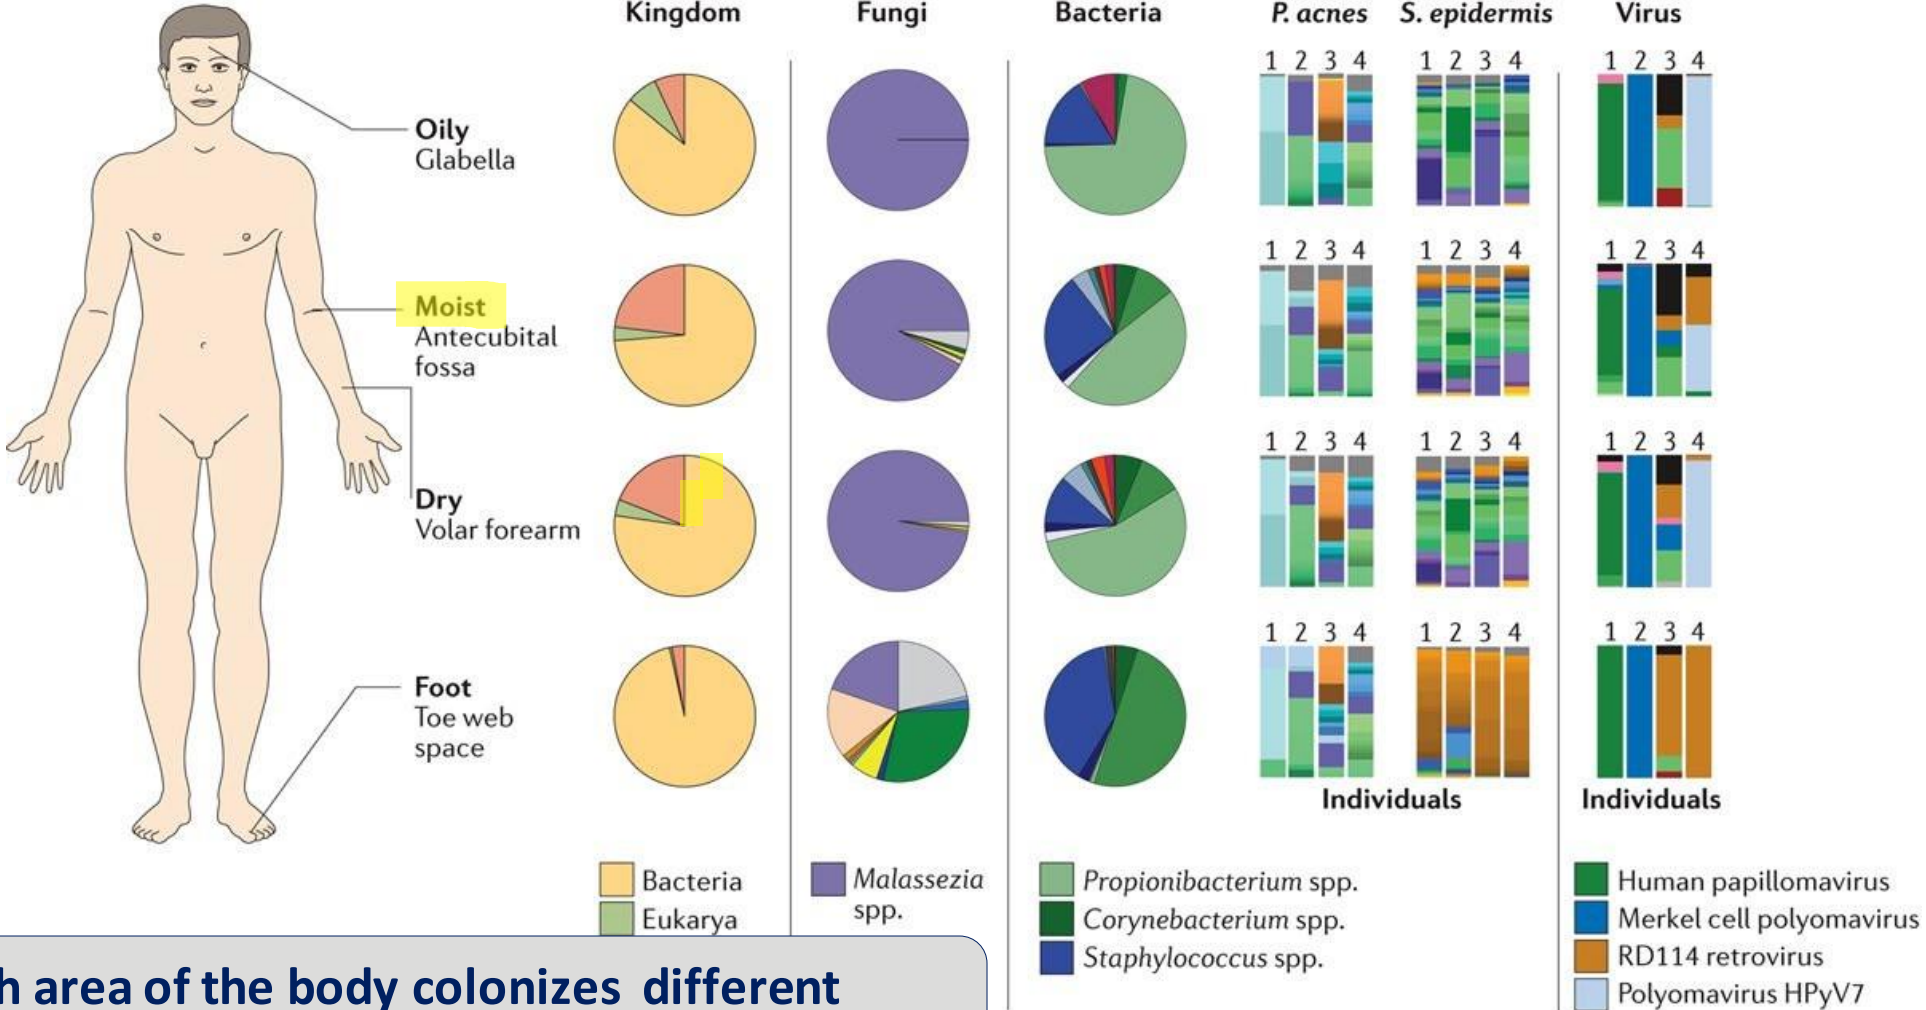 Kingdom Fungi Bacteria P. acnes S. epidermis Virus
1 2 3 4 1 2 3 4 1 2 3 4
Oily
Glabella
1 2 3 4 1 2 3 4 1 2 3 4
Moist
Antecubital
fossa
1 2 3 4 1 2 3 4 1 2 3 4
Dry
Volar forearm
1 2 3 4 1 2 3 4 1 2 3 4
Foot
Toe web
space
Individuals Individuals
Bacteria
Eukarya
Malassezia
spp.
Propionibacterium spp.
Corynebacterium spp.
Staphylococcus spp.
Human papillomavirus
Merkel cell polyomavirus
RD114 retrovirus
Polyomavirus HPyV7
h area of the body colonizes different